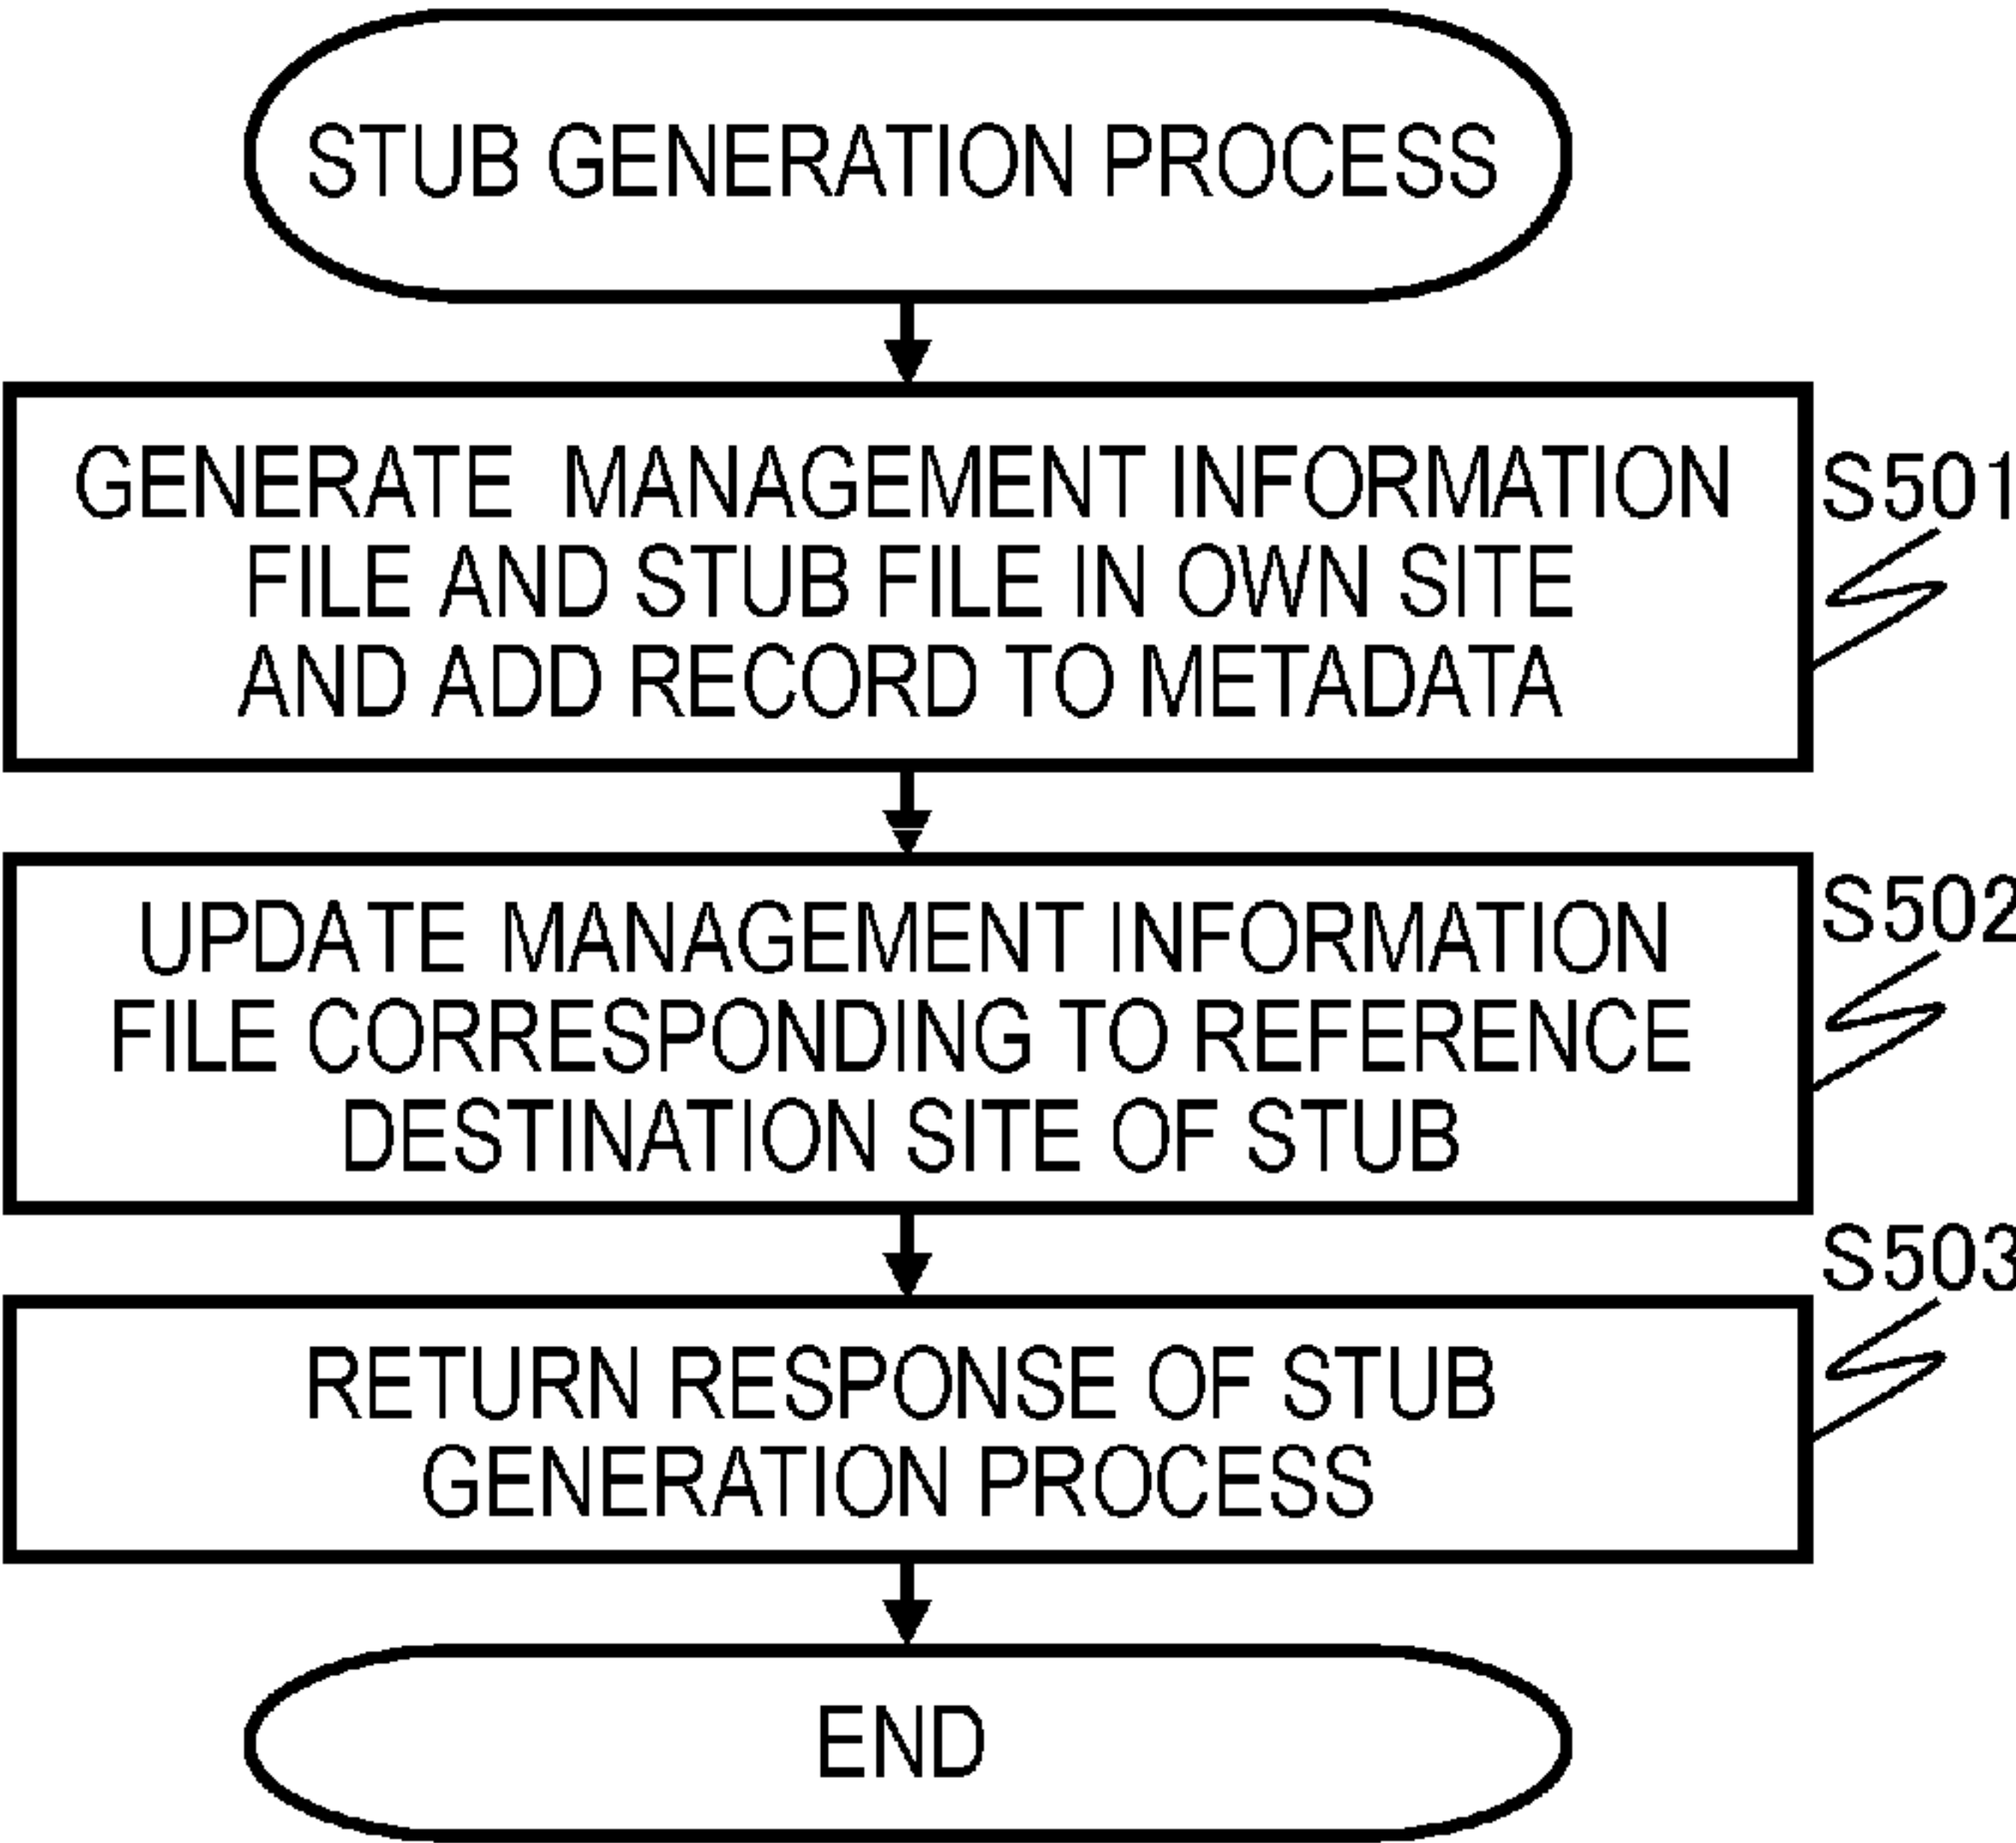 STUB GENERATION PROCESS
GENERATE MANAGEMENT INFORMATION
FILE AND STUB FILE IN OWN SITE
AND ADD RECORD TO METADATA
S501
UPDATE MANAGEMENT INFORMATION
FILE CORRESPONDING TO REFERENCE
DESTINATION SITE OF STUB
S502
RETURN RESPONSE OF STUB
GENERATION PROCESS
S503
END